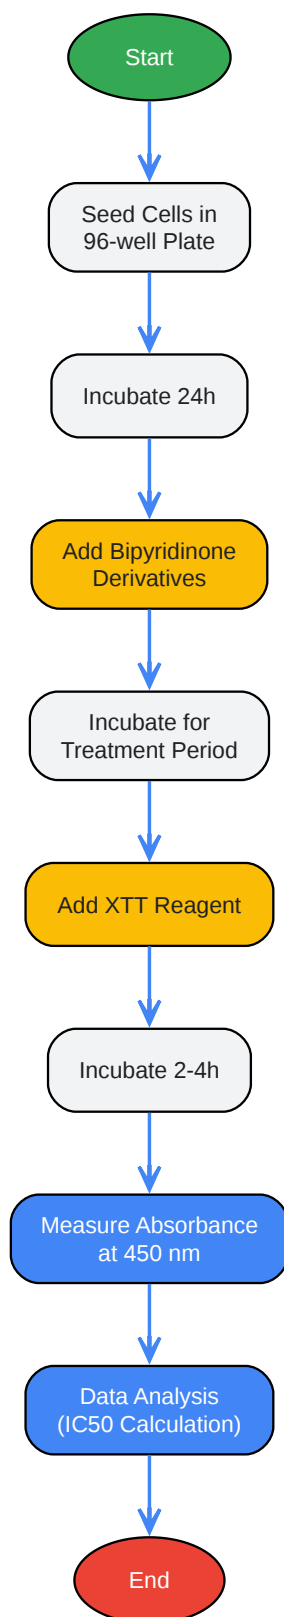 Start
Seed Cells in
96-well Plate
Incubate 24h
Add Bipyridinone
Derivatives
Incubate for
Treatment Period
Add XTT Reagent
Incubate 2-4h
Measure Absorbance
at 450 nm
Data Analysis
(IC50 Calculation)
End